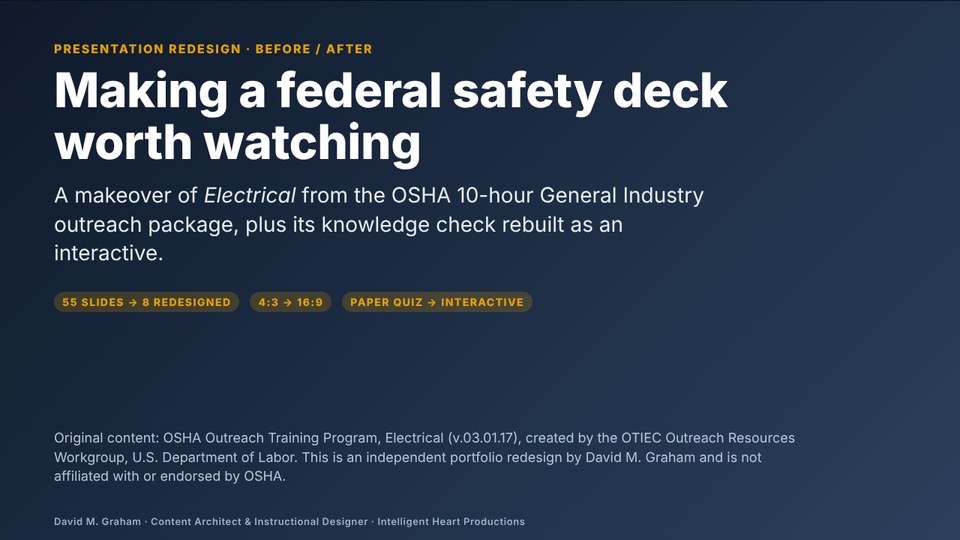 PRESENTATION REDESIGN · BEFORE / AFTER
Making a federal safety deck
worth watching
A makeover of Electrical from the OSHA 10-hour General Industry
outreach package, plus its knowledge check rebuilt as an
interactive.
55 SLIDES → 8 REDESIGNED 4:3 → 16:9 PAPER QUIZ → INTERACTIVE
Original content: OSHA Outreach Training Program, Electrical (v.03.01.17), created by the OTIEC Outreach Resources
Workgroup, U.S. Department of Labor. This is an independent portfolio redesign by David M. Graham and is not
affiliated with or endorsed by OSHA.
David M. Graham · Content Architect & Instructional Designer · Intelligent Heart Productions